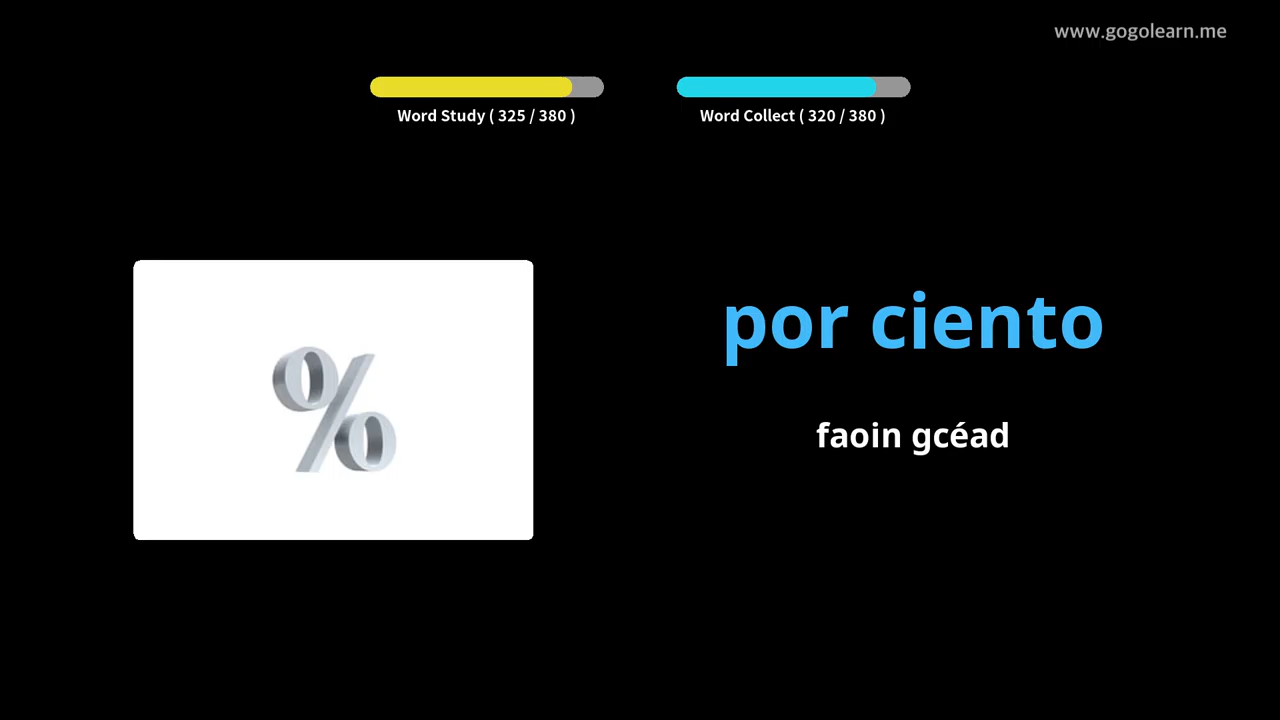 www.gogolearn.me
Word Study ( 325 / 380 )
Word Collect ( 320 / 380 )
%
por ciento
faoin gcéad